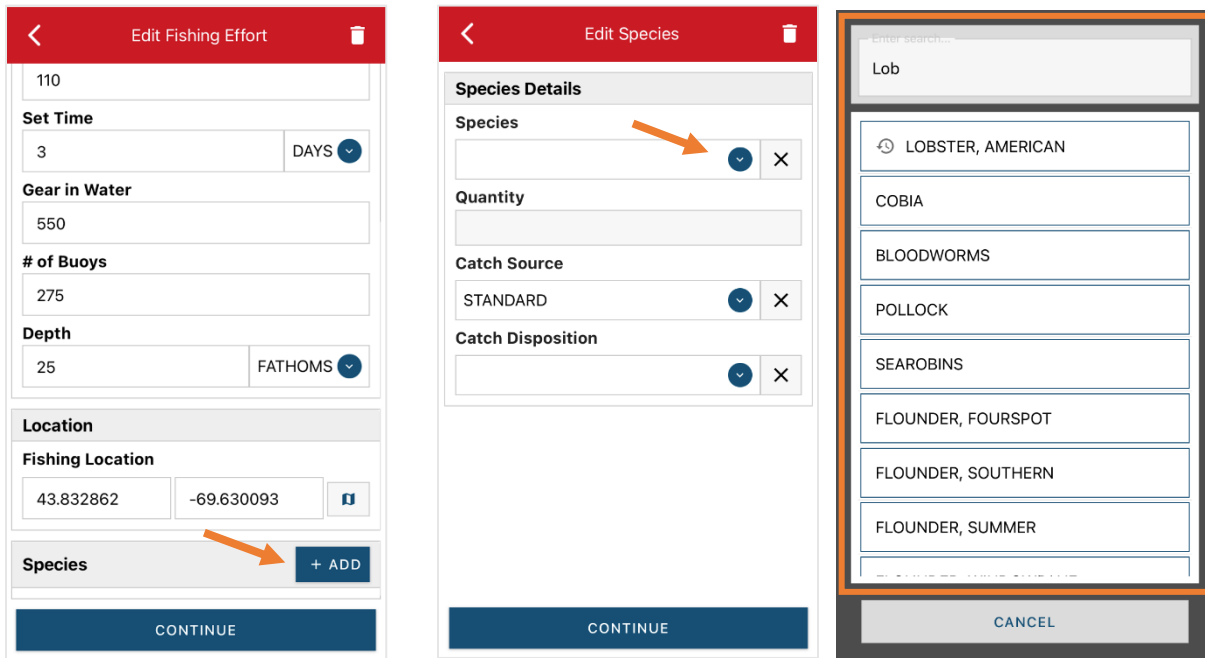 Edit Fishing Effort
110
Set Time
3 DAYS
Gear in Water
550
# of Buoys
275
Depth
25 FATHOMS
Location
Fishing Location
43.832862 -69.630093
Species + ADD
CONTINUE
Edit Species
Species Details
Species
Quantity
Catch Source
STANDARD
Catch Disposition
CONTINUE
Enter search...
Lob
LOBSTER, AMERICAN
COBIA
BLOODWORMS
POLLOCK
SEAROBINS
FLOUNDER, FOURSPOT
FLOUNDER, SOUTHERN
FLOUNDER, SUMMER
CANCEL